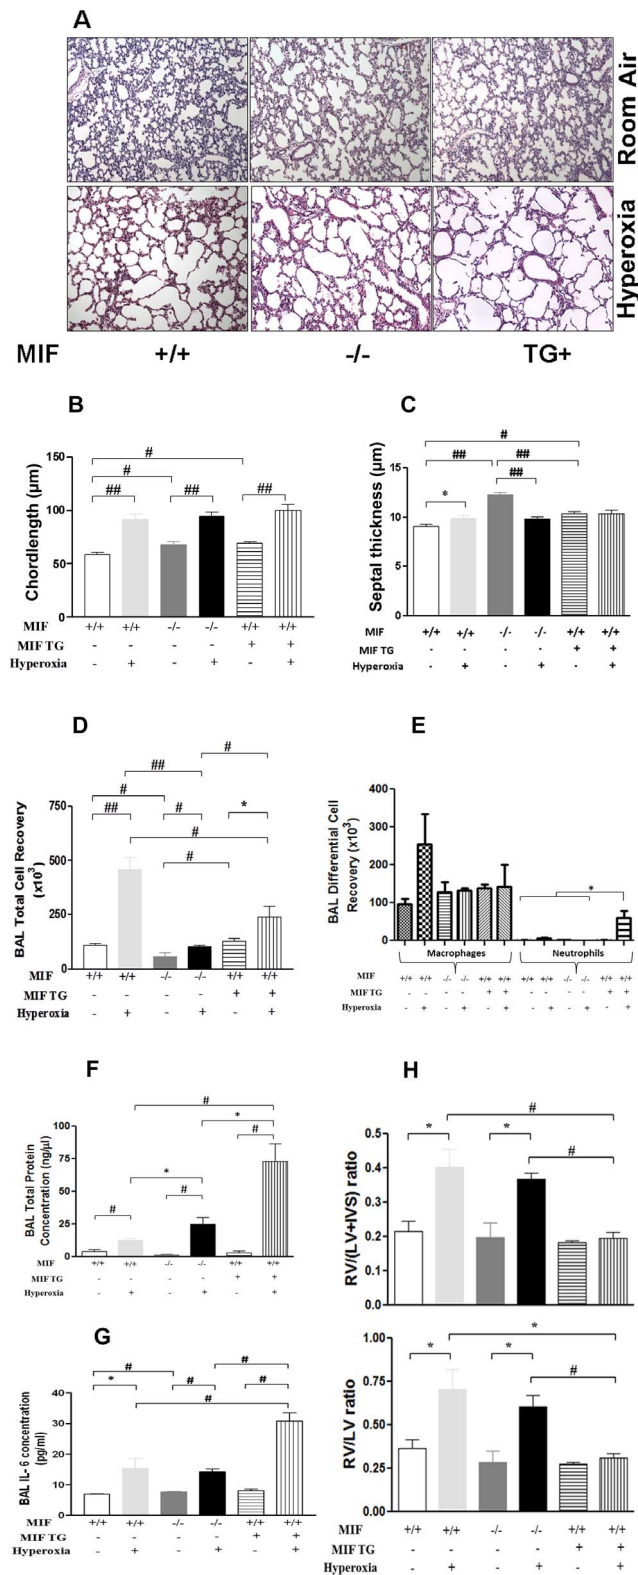 A
Room Air
Hyperoxia
MIF +/+ -/- TG+
B
#
#
## ## ##
Chordlength (µm)
150
100
50
0
MIF +/+ +/+ -/- -/- +/+ +/+
MIF TG - - - - + +
Hyperoxia - + - + - +
C
#
## ##
* ##
Septal thickness (µm)
15
10
5
0
MIF +/+ +/+ -/- -/- +/+ +/+
MIF TG - - - - + +
Hyperoxia - + - + - +
D
#
##
# # *
## #
#
BAL Total Cell Recovery
(x10³)
750
500
250
0
MIF +/+ +/+ -/- -/- +/+ +/+
MIF TG - - - - + +
Hyperoxia - + - + - +
E
BAL Differential Cell
Recovery (x10³)
400
300
200
100
0
*
Macrophages Neutrophils
MIF +/+ +/+ -/- -/- +/+ +/+ +/+ +/+ -/- -/- +/+ +/+
MIF TG - - - - + + - - - - + +
Hyperoxia - + - + - + - + - + - +
F
#
*
* #
# #
BAL Total Protein
Concentration (ng/µl)
100
75
50
25
0
MIF +/+ +/+ -/- -/- +/+ +/+
MIF TG - - - - + +
Hyperoxia - + - + - +
G
# #
* # #
#
BAL IL- 6 concentration
(pg/ml)
40
30
20
10
0
MIF +/+ +/+ -/- -/- +/+ +/+
MIF TG - - - - + +
Hyperoxia - + - + - +
H
#
* *
#
RV/(LV+IVS) ratio
0.5
0.4
0.3
0.2
0.1
0.0
*
* *
#
RV/LV ratio
1.00
0.75
0.50
0.25
0.00
MIF +/+ +/+ -/- -/- +/+ +/+
MIF TG - - - - + +
Hyperoxia - + - + - +